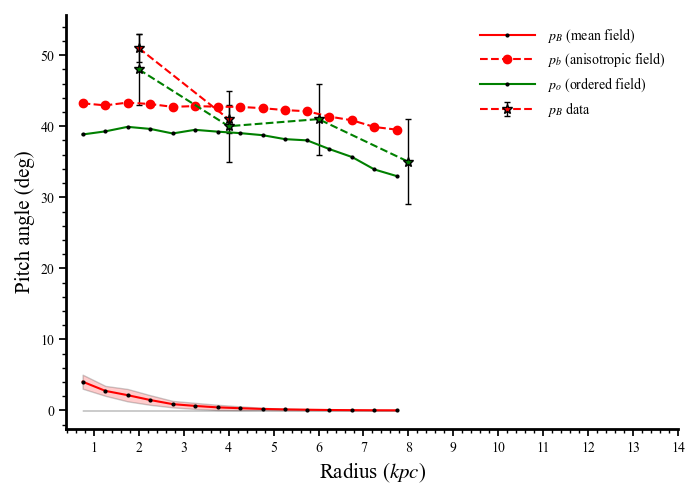 p_B (mean field)
p_b (anisotropic field)
p_o (ordered field)
p_B data
Pitch angle (deg)
50
40
30
20
10
0
1 2 3 4 5 6 7 8 9 10 11 12 13 14
Radius (kpc)